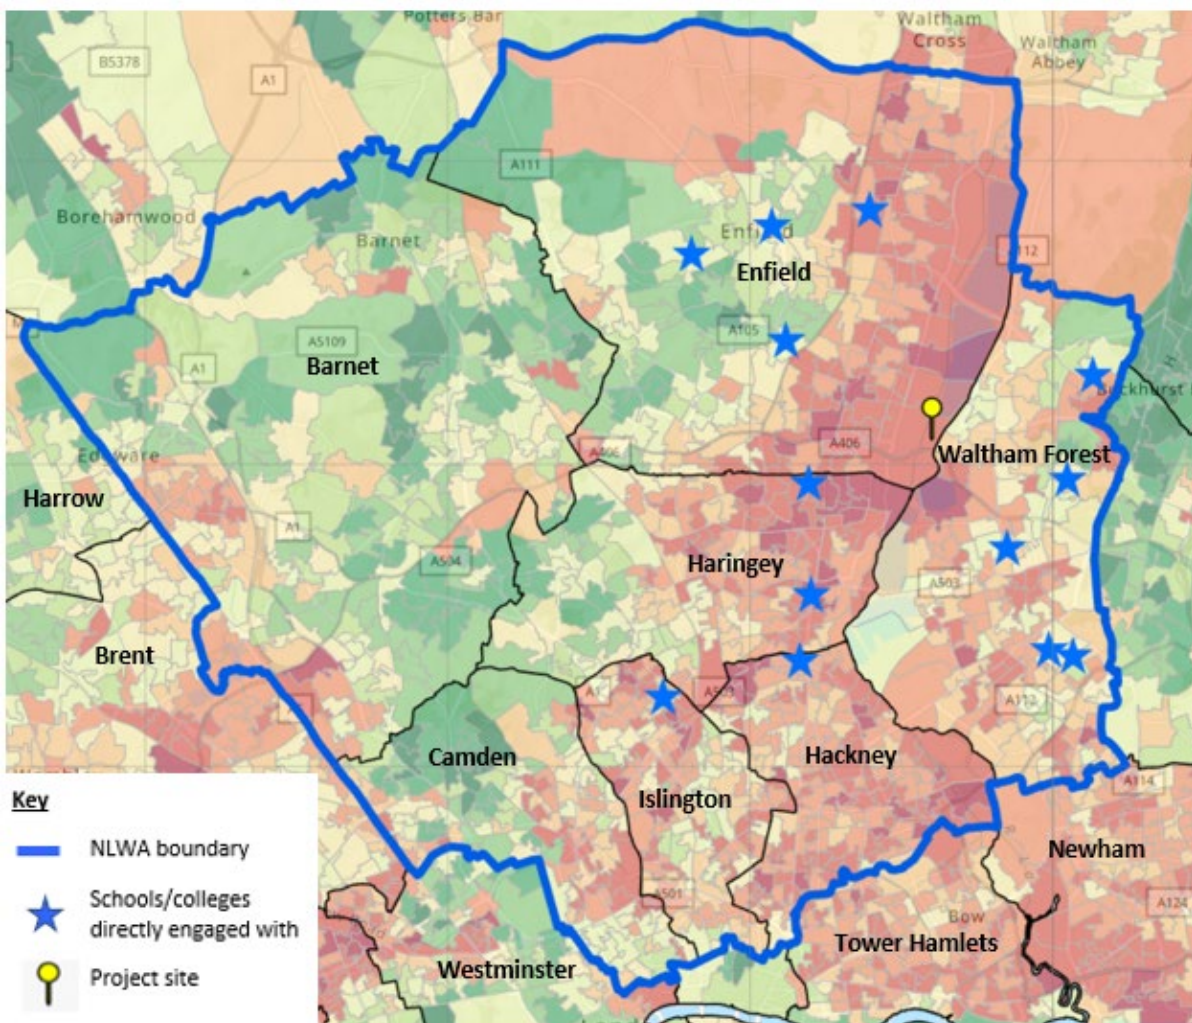 Potters Bar
Waltham
Cross
Waltham
Abbey
B5378
A1
A111
Borehamwood
Barnet
Enfield
Enfield
A112
A5109
A105
A1
Barnet
Edgware
A406
A406
Waltham Forest
Harrow
A1
A504
Haringey
A503
Brent
A1
A503
A112
Camden
Hackney
Islington
A114
Newham
A501
Bow
A124
Tower Hamlets
Westminster
Key
NLWA boundary
Schools/colleges
directly engaged with
Project site